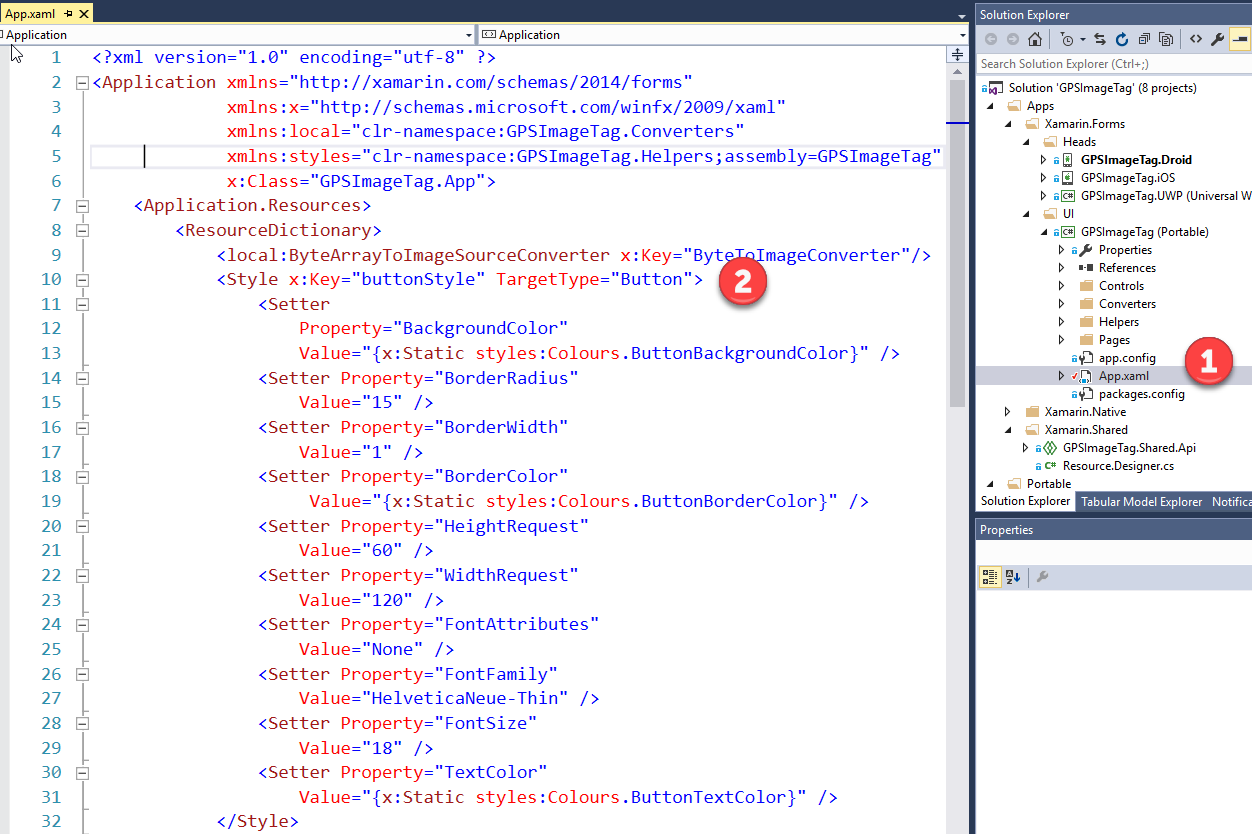 App.xaml
Application
Application
1 <?xml version="1.0" encoding="utf-8" ?>
2 <Application xmlns="http://xamarin.com/schemas/2014/forms"
3 xmlns:x="http://schemas.microsoft.com/winfx/2009/xaml"
4 xmlns:local="clr-namespace:GPSImageTag.Converters"
5 xmlns:styles="clr-namespace:GPSImageTag.Helpers;assembly=GPSImageTag"
6 x:Class="GPSImageTag.App">
7 <Application.Resources>
8 <ResourceDictionary>
9 <local:ByteArrayToImageSourceConverter x:Key="ByteToImageConverter"/>
10 <Style x:Key="buttonStyle" TargetType="Button">
2
11 <Setter
12 Property="BackgroundColor"
13 Value="{x:Static styles:Colours.ButtonBackgroundColor}" />
14 <Setter Property="BorderRadius"
15 Value="15" />
16 <Setter Property="BorderWidth"
17 Value="1" />
18 <Setter Property="BorderColor"
19 Value="{x:Static styles:Colours.ButtonBorderColor}" />
20 <Setter Property="HeightRequest"
21 Value="60" />
22 <Setter Property="WidthRequest"
23 Value="120" />
24 <Setter Property="FontAttributes"
25 Value="None" />
26 <Setter Property="FontFamily"
27 Value="HelveticaNeue-Thin" />
28 <Setter Property="FontSize"
29 Value="18" />
30 <Setter Property="TextColor"
31 Value="{x:Static styles:Colours.ButtonTextColor}" />
32 </Style>
Solution Explorer
Search Solution Explorer (Ctrl+;)
Solution 'GPSImageTag' (8 projects)
Apps
Xamarin.Forms
Heads
GPSImageTag.Droid
GPSImageTag.iOS
C# GPSImageTag.UWP (Universal W
UI
C# GPSImageTag (Portable)
Properties
References
Controls
Converters
Helpers
Pages
app.config
App.xaml
1
packages.config
Xamarin.Native
Xamarin.Shared
GPSImageTag.Shared.Api
C# Resource.Designer.cs
Portable
Solution Explorer Tabular Model Explorer Notifica
Properties